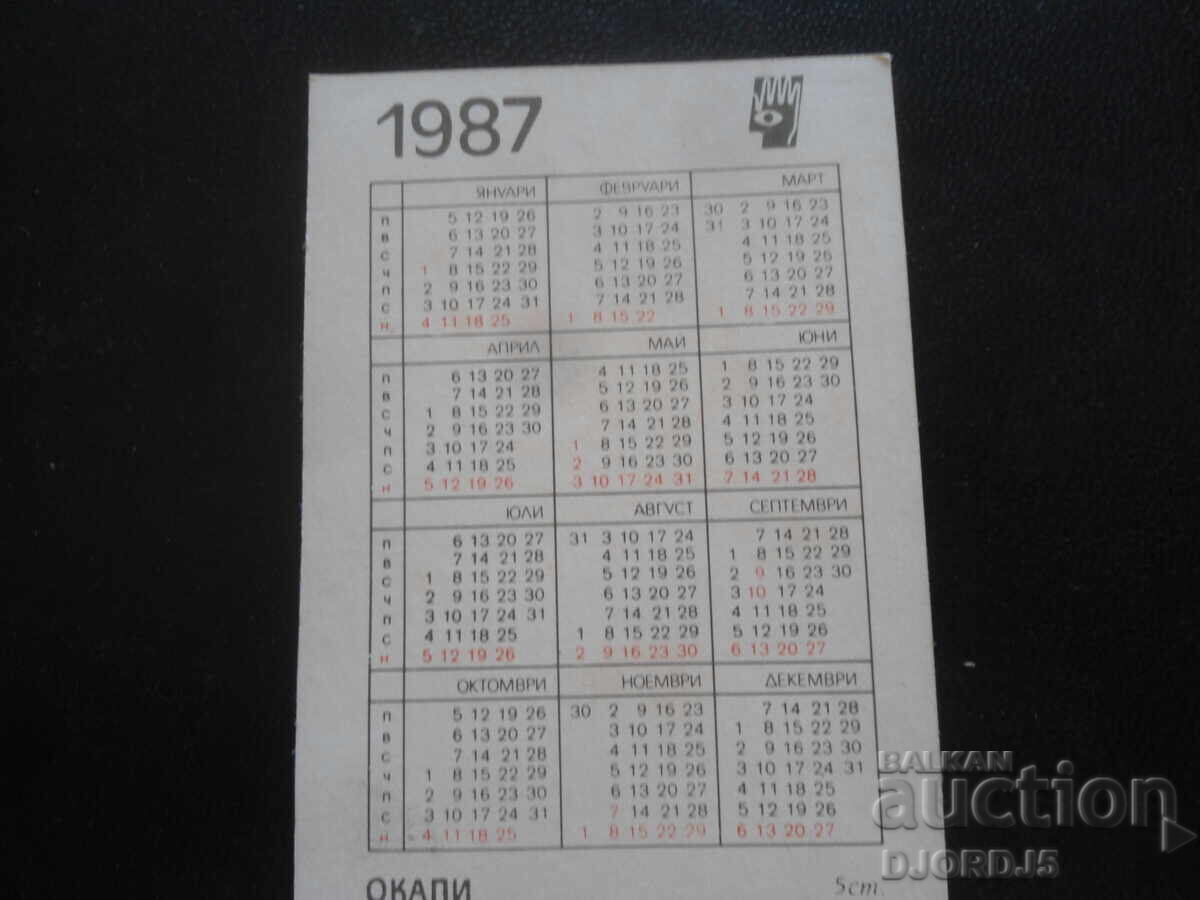 1987
ЯНУАРИ ФЕВРУАРИ МАРТ
П 5 12 19 26 2 9 16 23 30 2 9 16 23
В 6 13 20 27 3 10 17 24 31 3 10 17 24
С 7 14 21 28 4 11 18 25 4 11 18 25
Ч 1 8 15 22 29 5 12 19 26 5 12 19 26
П 2 9 16 23 30 6 13 20 27 6 13 20 27
С 3 10 17 24 31 7 14 21 28 7 14 21 28
Н 4 11 18 25 1 8 15 22 1 8 15 22 29
АПРИЛ МАЙ ЮНИ
П 6 13 20 27 4 11 18 25 1 8 15 22 29
В 7 14 21 28 5 12 19 26 2 9 16 23 30
С 1 8 15 22 29 6 13 20 27 3 10 17 24
Ч 2 9 16 23 30 7 14 21 28 4 11 18 25
П 3 10 17 24 1 8 15 22 29 5 12 19 26
С 4 11 18 25 2 9 16 23 30 6 13 20 27
Н 5 12 19 26 3 10 17 24 31 7 14 21 28
ЮЛИ АВГУСТ СЕПТЕМВРИ
П 6 13 20 27 31 3 10 17 24 7 14 21 28
В 7 14 21 28 4 11 18 25 1 8 15 22 29
С 1 8 15 22 29 5 12 19 26 2 9 16 23 30
Ч 2 9 16 23 30 6 13 20 27 3 10 17 24
П 3 10 17 24 31 7 14 21 28 4 11 18 25
С 4 11 18 25 1 8 15 22 29 5 12 19 26
Н 5 12 19 26 2 9 16 23 30 6 13 20 27
ОКТОМВРИ НОЕМВРИ ДЕКЕМВРИ
П 5 12 19 26 30 2 9 16 23 7 14 21 28
В 6 13 20 27 3 10 17 24 1 8 15 22 29
С 7 14 21 28 4 11 18 25 2 9 16 23 30
Ч 1 8 15 22 29 5 12 19 26 3 10 17 24 31
П 2 9 16 23 30 6 13 20 27 4 11 18 25
С 3 10 17 24 31 7 14 21 28 5 12 19 26
Н 4 11 18 25 1 8 15 22 29 6 13 20 27
ОКАПИ 5 ст.
BALKAN
auction
DJORDJ5